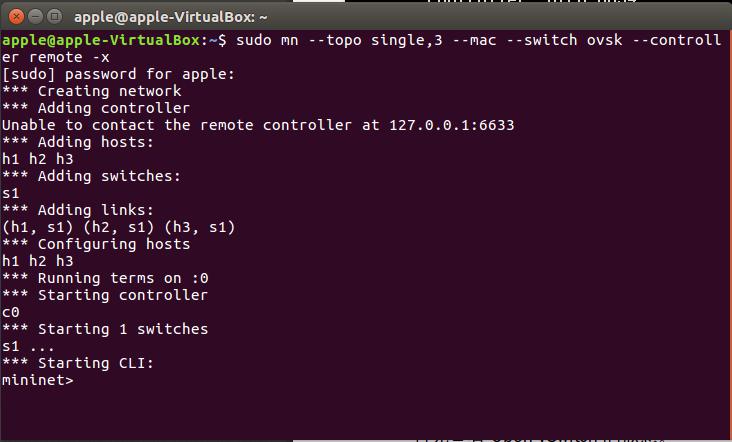 apple@apple-VirtualBox: ~
apple@apple-VirtualBox:~$ sudo mn --topo single,3 --mac --switch ovsk --controll
er remote -x
[sudo] password for apple:
*** Creating network
*** Adding controller
Unable to contact the remote controller at 127.0.0.1:6633
*** Adding hosts:
h1 h2 h3
*** Adding switches:
s1
*** Adding links:
(h1, s1) (h2, s1) (h3, s1)
*** Configuring hosts
h1 h2 h3
*** Running terms on :0
*** Starting controller
c0
*** Starting 1 switches
s1 ...
*** Starting CLI:
mininet>